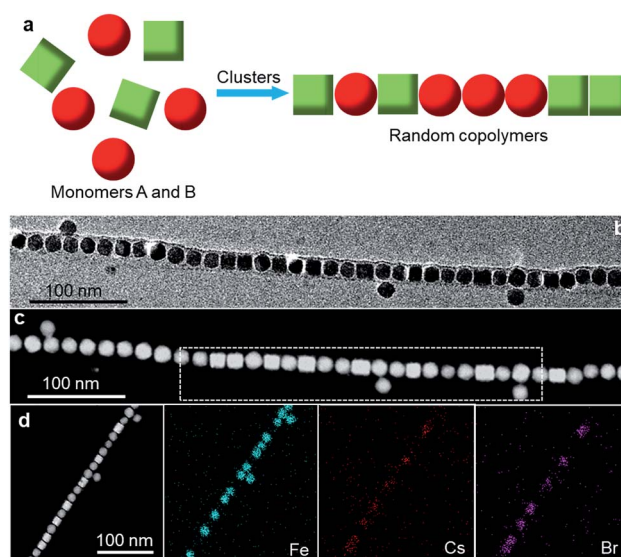 a
Clusters
Monomers A and B
Random copolymers
b
100 nm
c
100 nm
d
100 nm
Fe
Cs
Br